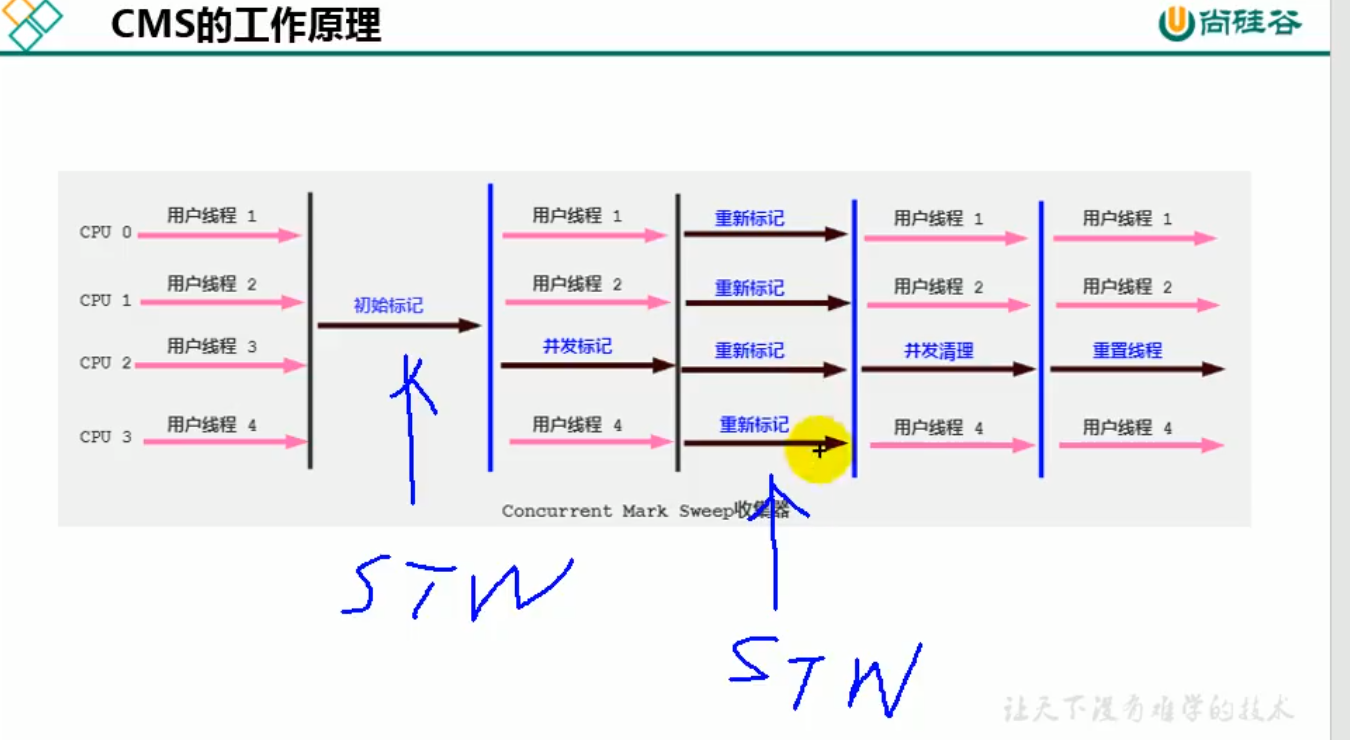 CMS的工作原理
尚硅谷
用户线程 1 用户线程 1 重新标记 用户线程 1 用户线程 1
CPU 0
用户线程 2 用户线程 2 重新标记 用户线程 2 用户线程 2
CPU 1
初始标记
用户线程 3 并发标记 重新标记 并发清理 重置线程
CPU 2
用户线程 4 用户线程 4 重新标记 用户线程 4 用户线程 4
CPU 3
Concurrent Mark Sweep收集器
STW
STW
让天下没有难学的技术